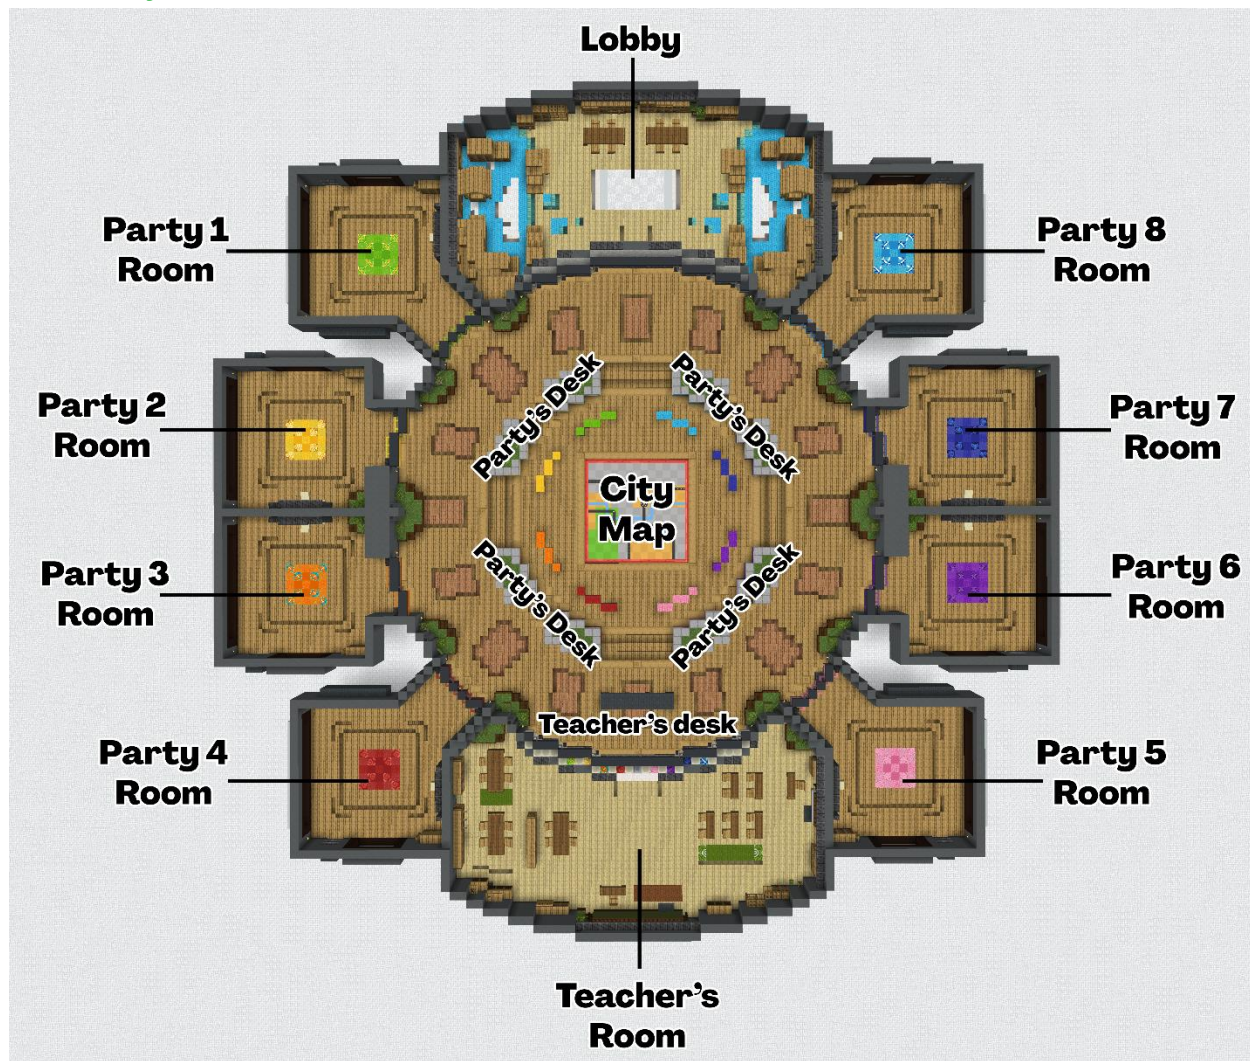 Lobby
Party 1
Room
Party 8
Room
Party 2
Room
Party's Desk
Party's Desk
Party 7
Room
City
Map
Party 3
Room
Party's Desk
Party's Desk
Party 6
Room
Teacher's desk
Party 4
Room
Party 5
Room
Teacher's
Room